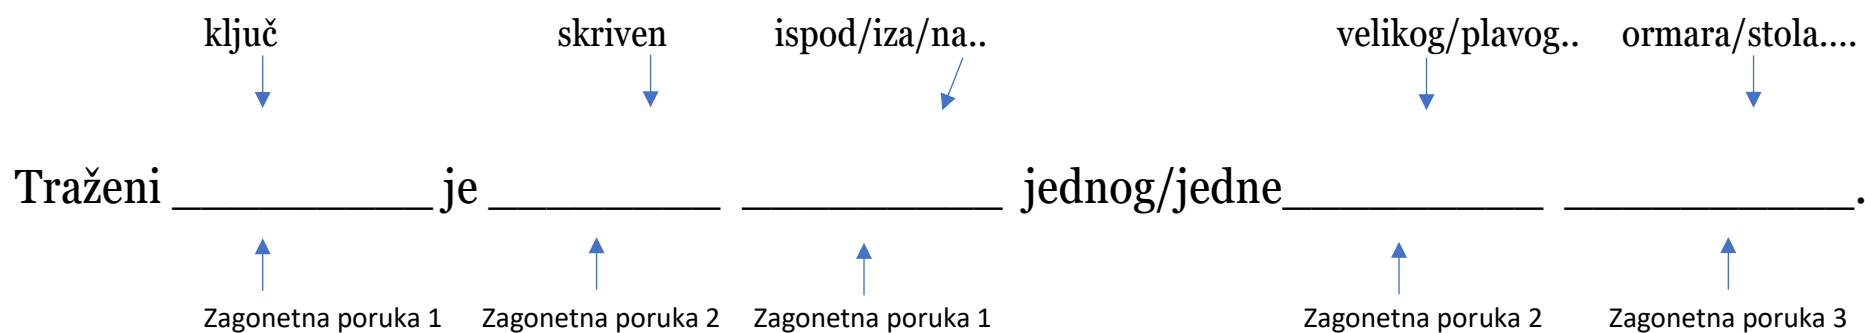 ključ skriven ispod/iza/na.. velikog/plavog.. ormara/stola....
Traženi ___________ je __________ ___________ jednog/jedne___________ ____________.
Zagonetna poruka 1 Zagonetna poruka 2 Zagonetna poruka 1 Zagonetna poruka 2 Zagonetna poruka 3